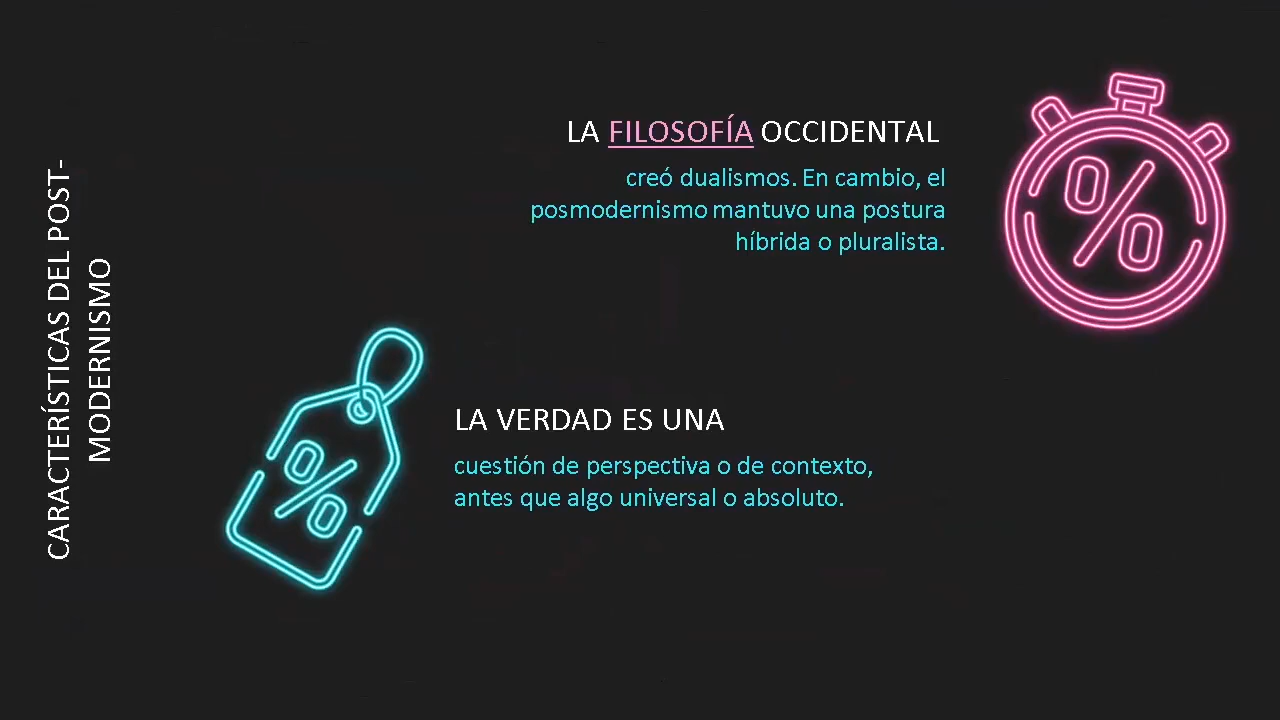 CARACTERÍSTICAS DEL POST-
MODERNISMO
LA FILOSOFÍA OCCIDENTAL
creó dualismos. En cambio, el
posmodernismo mantuvo una postura
híbrida o pluralista.
LA VERDAD ES UNA
cuestión de perspectiva o de contexto,
antes que algo universal o absoluto.
%
%